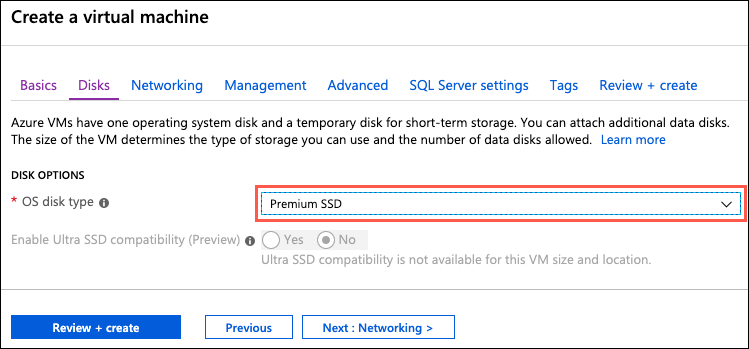 Create a virtual machine
Basics Disks Networking Management Advanced SQL Server settings Tags Review + create
Azure VMs have one operating system disk and a temporary disk for short-term storage. You can attach additional data disks.
The size of the VM determines the type of storage you can use and the number of data disks allowed. Learn more
DISK OPTIONS
* OS disk type Premium SSD
Enable Ultra SSD compatibility (Preview) Yes No
Ultra SSD compatibility is not available for this VM size and location.
Review + create Previous Next : Networking >